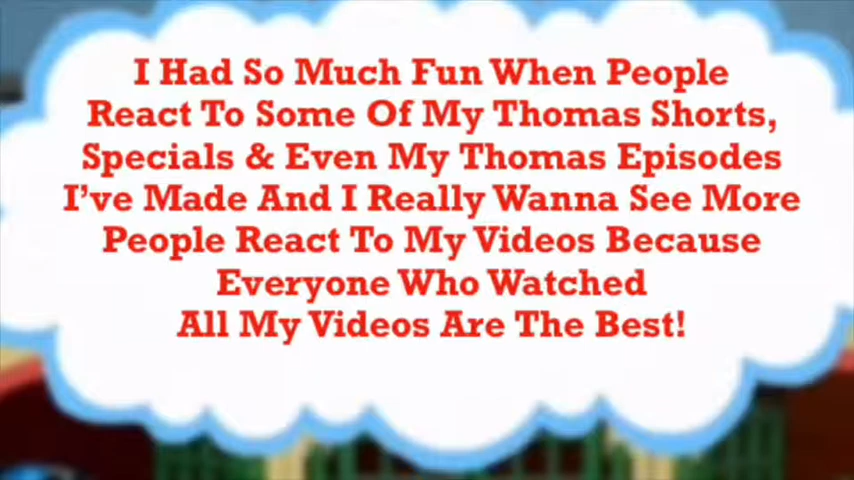 I Had So Much Fun When People
React To Some Of My Thomas Shorts,
Specials & Even My Thomas Episodes
I've Made And I Really Wanna See More
People React To My Videos Because
Everyone Who Watched
All My Videos Are The Best!